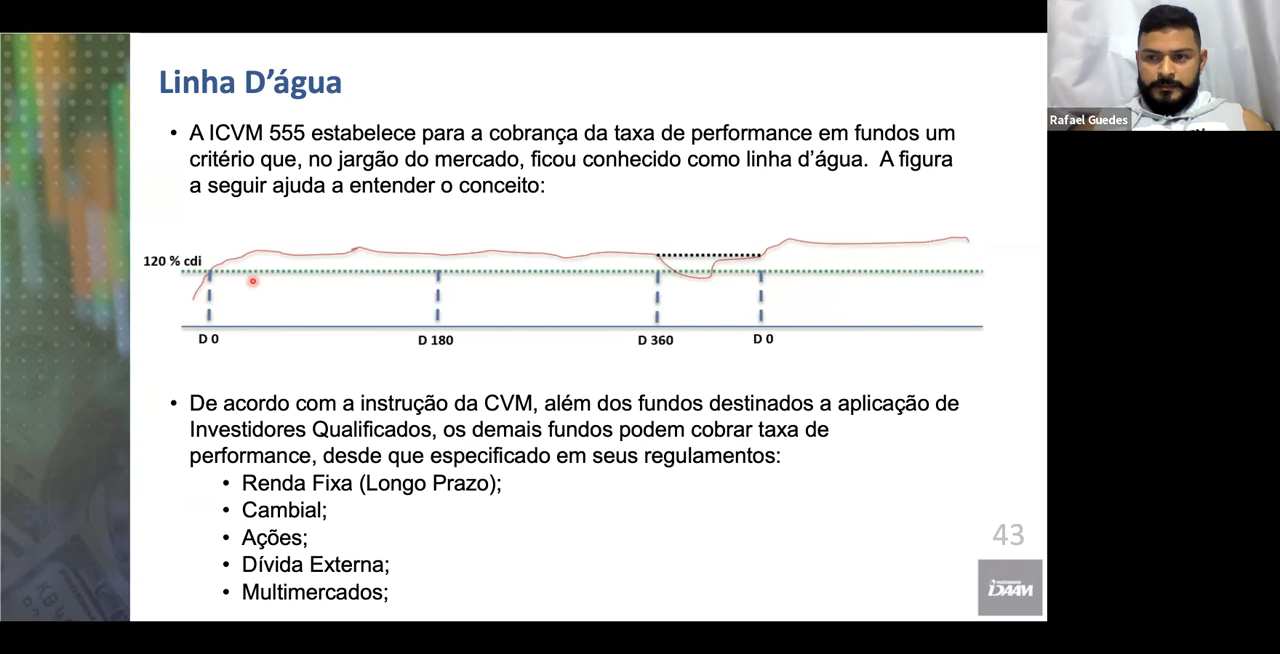 Linha D'água
• A ICVM 555 estabelece para a cobrança da taxa de performance em fundos um
critério que, no jargão do mercado, ficou conhecido como linha d'água. A figura
a seguir ajuda a entender o conceito:
120 % cdi
D 0
D 180
D 360
D 0
• De acordo com a instrução da CVM, além dos fundos destinados a aplicação de
Investidores Qualificados, os demais fundos podem cobrar taxa de
performance, desde que especificado em seus regulamentos:
• Renda Fixa (Longo Prazo);
• Cambial;
• Ações;
• Dívida Externa;
• Multimercados;
43
Rafael Guedes